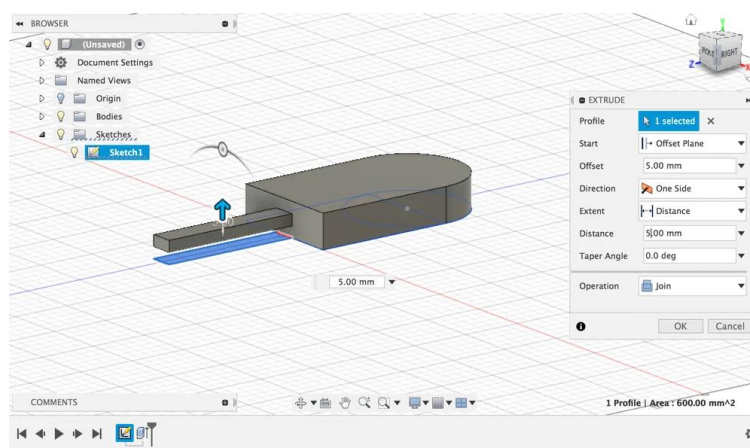 BROWSER
(Unsaved)
Document Settings
Named Views
Origin
Bodies
Sketches
Sketch1
RIGHT
Z
X
Y
EXTRUDE
Profile 1 selected
Start Offset Plane
Offset 5.00 mm
Direction One Side
Extent Distance
Distance 5.00 mm
Taper Angle 0.0 deg
Operation Join
OK Cancel
5.00 mm
COMMENTS
1 Profile | Area : 600.00 mm^2